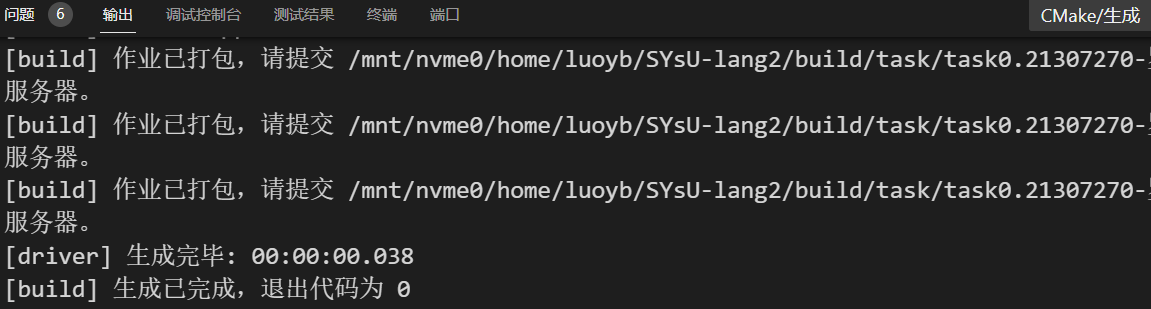 问题 6 输出 调试控制台 测试结果 终端 端口 CMake/生成
[build] 作业已打包，请提交 /mnt/nvme0/home/luoyb/SYsU-lang2/build/task/task0.21307270-
服务器。
[build] 作业已打包，请提交 /mnt/nvme0/home/luoyb/SYsU-lang2/build/task/task0.21307270-
服务器。
[build] 作业已打包，请提交 /mnt/nvme0/home/luoyb/SYsU-lang2/build/task/task0.21307270-
服务器。
[driver] 生成完毕: 00:00:00.038
[build] 生成已完成，退出代码为 0